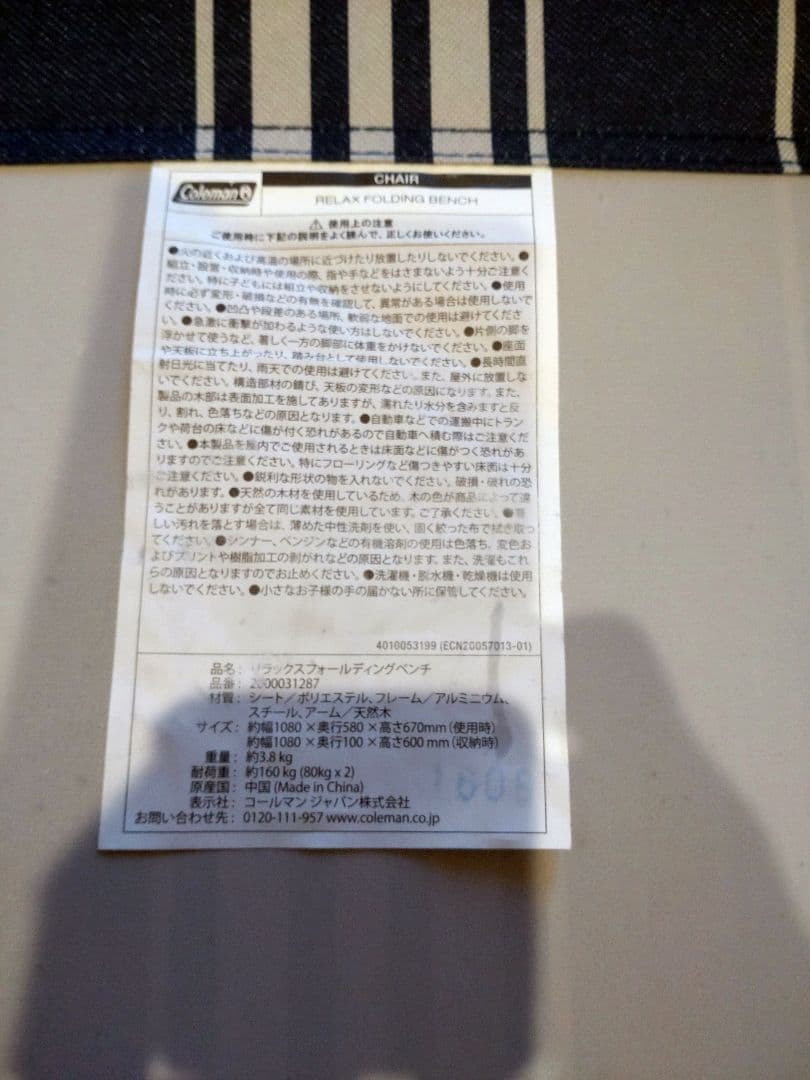 Coleman
CHAIR
RELAX FOLDING BENCH
⚠ 使用上の注意
ご使用時に下記の説明をよく読んで、正しくお使いください。
●火の近くおよび高温の場所に近づけたり放置したりしないでください。●
組立・設営・収納時や使用の際、指や手などをはさまないよう十分ご注意く
ださい。特に子どもには組立や収納をさせないようにしてください。●使用
時に必ず変形・破損などの有無を確認して、異常がある場合は使用しないで
ください。●凹凸や段差のある場所、軟弱な地面での使用は避けてくださ
い。●急激に衝撃が加わるような使い方はしないでください。●片側の脚を
浮かせて使うなど、著しく一方の脚部に体重をかけないでください。●座面
や天板に立ち上がったり、踏み台として使用しないでください。●長時間直
射日光に当てたり、雨天での使用は避けてください。また、屋外に放置しな
いでください。構造部材の錆び、天板の変形などの原因になります。また、
製品の木部は表面加工を施してありますが、濡れたり水分を含みますと反
り、割れ、色落ちなどの原因となります。●自動車などでの運搬中にトラン
クや荷台の床などに傷が付く恐れがあるので自動車へ積む際はご注意くだ
さい。●本製品を屋内でご使用されるときは床面などに傷がつく恐れがあ
りますのでご注意ください。特にフローリングなど傷つきやすい床面は十分
ご注意ください。●鋭利な形状の物を入れないでください。破損・破れの恐
れがあります。●天然の木材を使用しているため、木の色が商品によって違
うことがありますが全て同じ素材を使用しています。ご了承ください。●著
しい汚れを落とす場合は、薄めた中性洗剤を使い、固く絞った布で拭き取っ
てください。●シンナー、ベンジンなどの有機溶剤の使用は色落ち、変色お
よびプリントや樹脂加工の剥がれなどの原因になります。また、洗濯もこれ
らの原因となりますのでお止めください。●洗濯機・脱水機・乾燥機は使用
しないでください。●小さなお子様の手の届かない所に保管してください。
4010053199 (ECN20057013-01)
品名：リラックスフォールディングベンチ
品番：2000031287
材質：シート／ポリエステル、フレーム／アルミニウム、
スチール、アーム／天然木
サイズ：約幅1080×奥行580×高さ670mm（使用時）
約幅1080×奥行100×高さ600mm（収納時）
重量：約3.8kg
耐荷重：約160kg（80kg x 2）
原産国：中国（Made in China）
表示社：コールマン ジャパン株式会社
お問い合わせ先：0120-111-957 www.coleman.co.jp